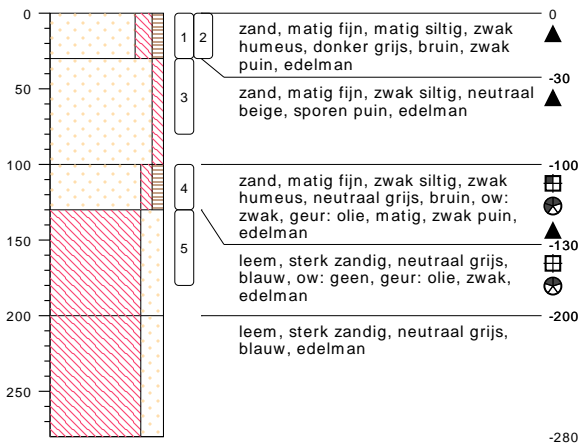 0
1
2
zand, matig fijn, matig siltig, zwak
humeus, donker grijs, bruin, zwak
puin, edelman
0
-30
50
3
zand, matig fijn, zwak siltig, neutraal
beige, sporen puin, edelman
100
-100
4
zand, matig fijn, zwak siltig, zwak
humeus, neutraal grijs, bruin, ow:
zwak, geur: olie, matig, zwak puin,
edelman
-130
150
5
leem, sterk zandig, neutraal grijs,
blauw, ow: geen, geur: olie, zwak,
edelman
200
-200
leem, sterk zandig, neutraal grijs,
blauw, edelman
250
-280